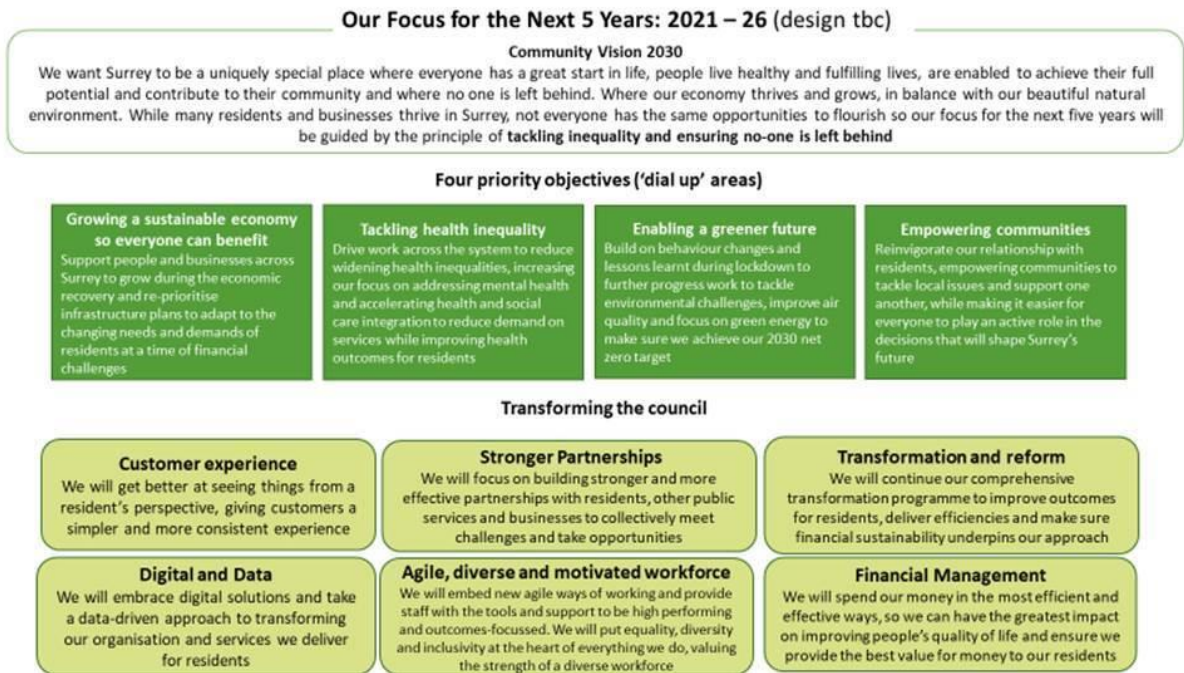 Our Focus for the Next 5 Years: 2021 – 26 (design tbc)
Community Vision 2030
We want Surrey to be a uniquely special place where everyone has a great start in life, people live healthy and fulfilling lives, are enabled to achieve their full
potential and contribute to their community and where no one is left behind. Where our economy thrives and grows, in balance with our beautiful natural
environment. While many residents and businesses thrive in Surrey, not everyone has the same opportunities to flourish so our focus for the next five years will
be guided by the principle of tackling inequality and ensuring no-one is left behind
Four priority objectives ('dial up' areas)
Growing a sustainable economy
so everyone can benefit
Support people and businesses across
Surrey to grow during the economic
recovery and re-prioritise
infrastructure plans to adapt to the
changing needs and demands of
residents at a time of financial
challenges
Tackling health inequality
Drive work across the system to reduce
widening health inequalities, increasing
our focus on addressing mental health
and accelerating health and social
care integration to reduce demand on
services while improving health
outcomes for residents
Enabling a greener future
Build on behaviour changes and
lessons learnt during lockdown to
further progress work to tackle
environmental challenges, improve air
quality and focus on green energy to
make sure we achieve our 2030 net
zero target
Empowering communities
Reinvigorate our relationship with
residents, empowering communities to
tackle local issues and support one
another, while making it easier for
everyone to play an active role in the
decisions that will shape Surrey's
future
Transforming the council
Customer experience
We will get better at seeing things from a
resident's perspective, giving customers a
simpler and more consistent experience
Stronger Partnerships
We will focus on building stronger and more
effective partnerships with residents, other public
services and businesses to collectively meet
challenges and take opportunities
Transformation and reform
We will continue our comprehensive
transformation programme to improve outcomes
for residents, deliver efficiencies and make sure
financial sustainability underpins our approach
Digital and Data
We will embrace digital solutions and take
a data-driven approach to transforming
our organisation and services we deliver
for residents
Agile, diverse and motivated workforce
We will embed new agile ways of working and provide
staff with the tools and support to be high performing
and outcomes-focussed. We will put equality, diversity
and inclusivity at the heart of everything we do, valuing
the strength of a diverse workforce
Financial Management
We will spend our money in the most efficient and
effective ways, so we can have the greatest impact
on improving people's quality of life and ensure we
provide the best value for money to our residents